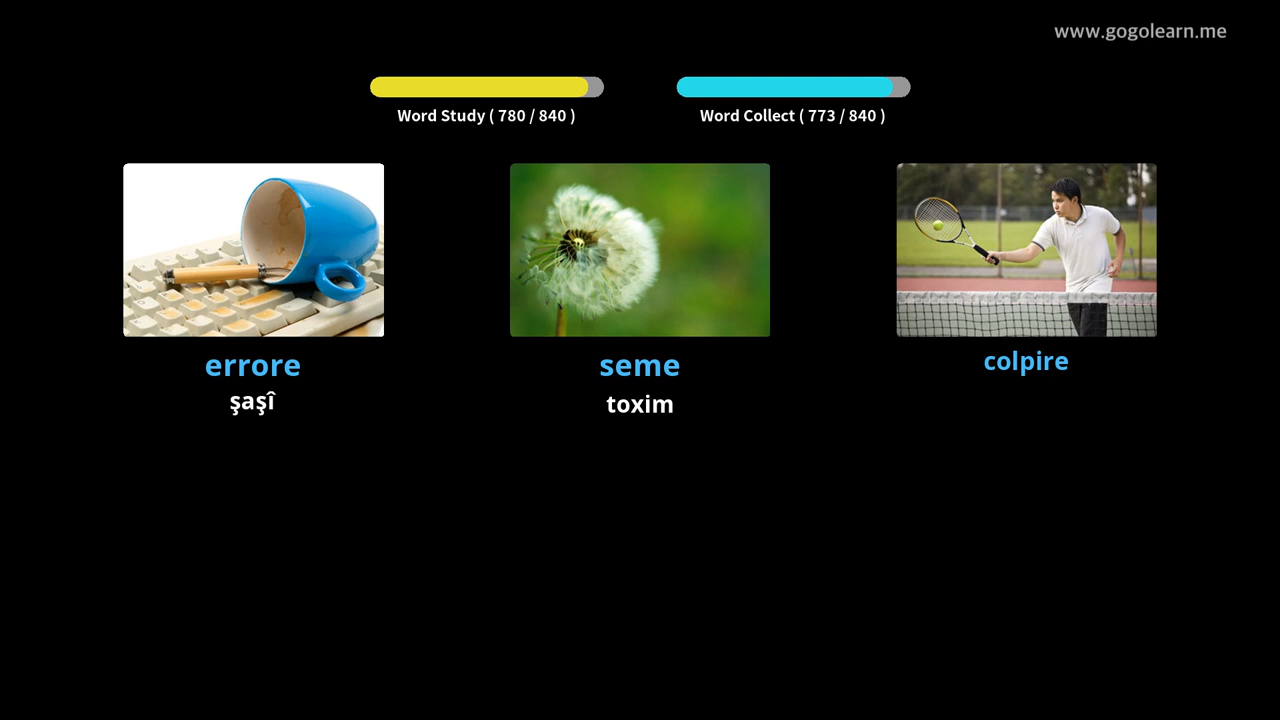 www.gogolearn.me
Word Study ( 780 / 840 )
Word Collect ( 773 / 840 )
errore
şaşî
seme
toxim
colpire